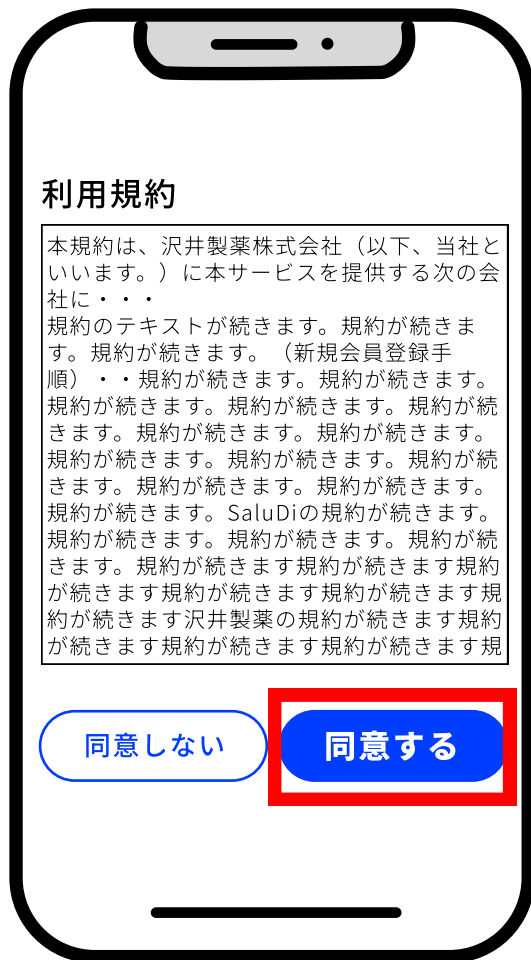 利用規約
本規約は、沢井製薬株式会社（以下、当社と
いいます。）に本サービスを提供する次の会
社に・・・
規約のテキストが続きます。規約が続きま
す。規約が続きます。（新規会員登録手
順）・・規約が続きます。規約が続きます。
規約が続きます。規約が続きます。規約が続
きます。規約が続きます。規約が続きます。
規約が続きます。規約が続きます。規約が続
きます。規約が続きます。規約が続きます。
規約が続きます。SaluDiの規約が続きます。
規約が続きます。規約が続きます。規約が続
きます。規約が続きます規約が続きます規約
が続きます規約が続きます規約が続きます規
約が続きます沢井製薬の規約が続きます規約
が続きます規約が続きます規約が続きます規
同意しない
同意する